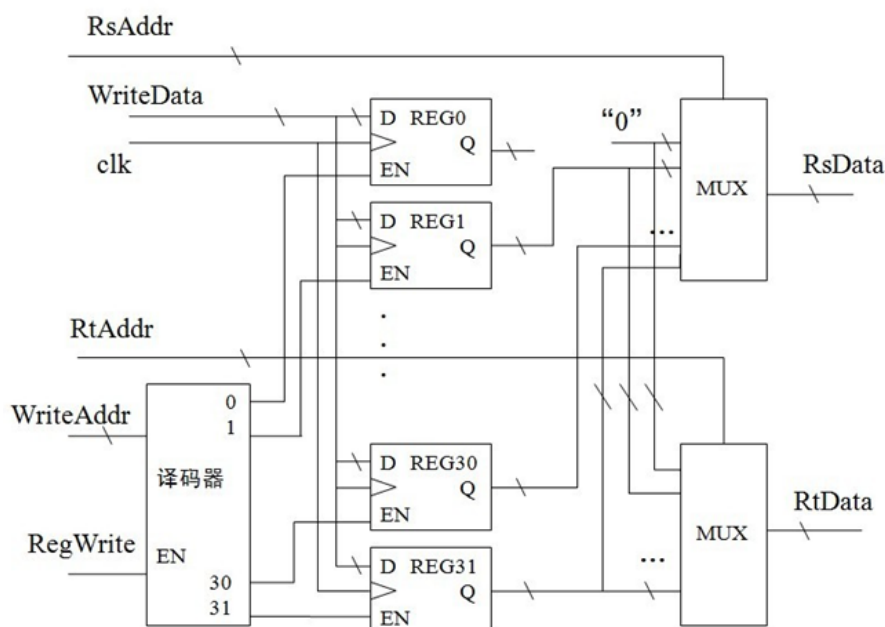 RsAddr
WriteData
clk
D REG0
Q
EN
“0”
MUX
RsData
D REG1
Q
EN
...
RtAddr
. . .
WriteAddr
0
1
译码器
RegWrite
EN
30
31
D REG30
Q
EN
D REG31
Q
EN
...
MUX
RtData